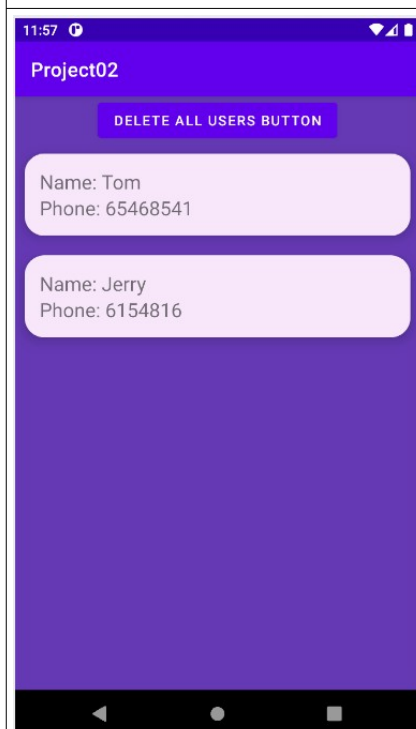 11:57
Project02
DELETE ALL USERS BUTTON
Name: Tom
Phone: 65468541
Name: Jerry
Phone: 6154816